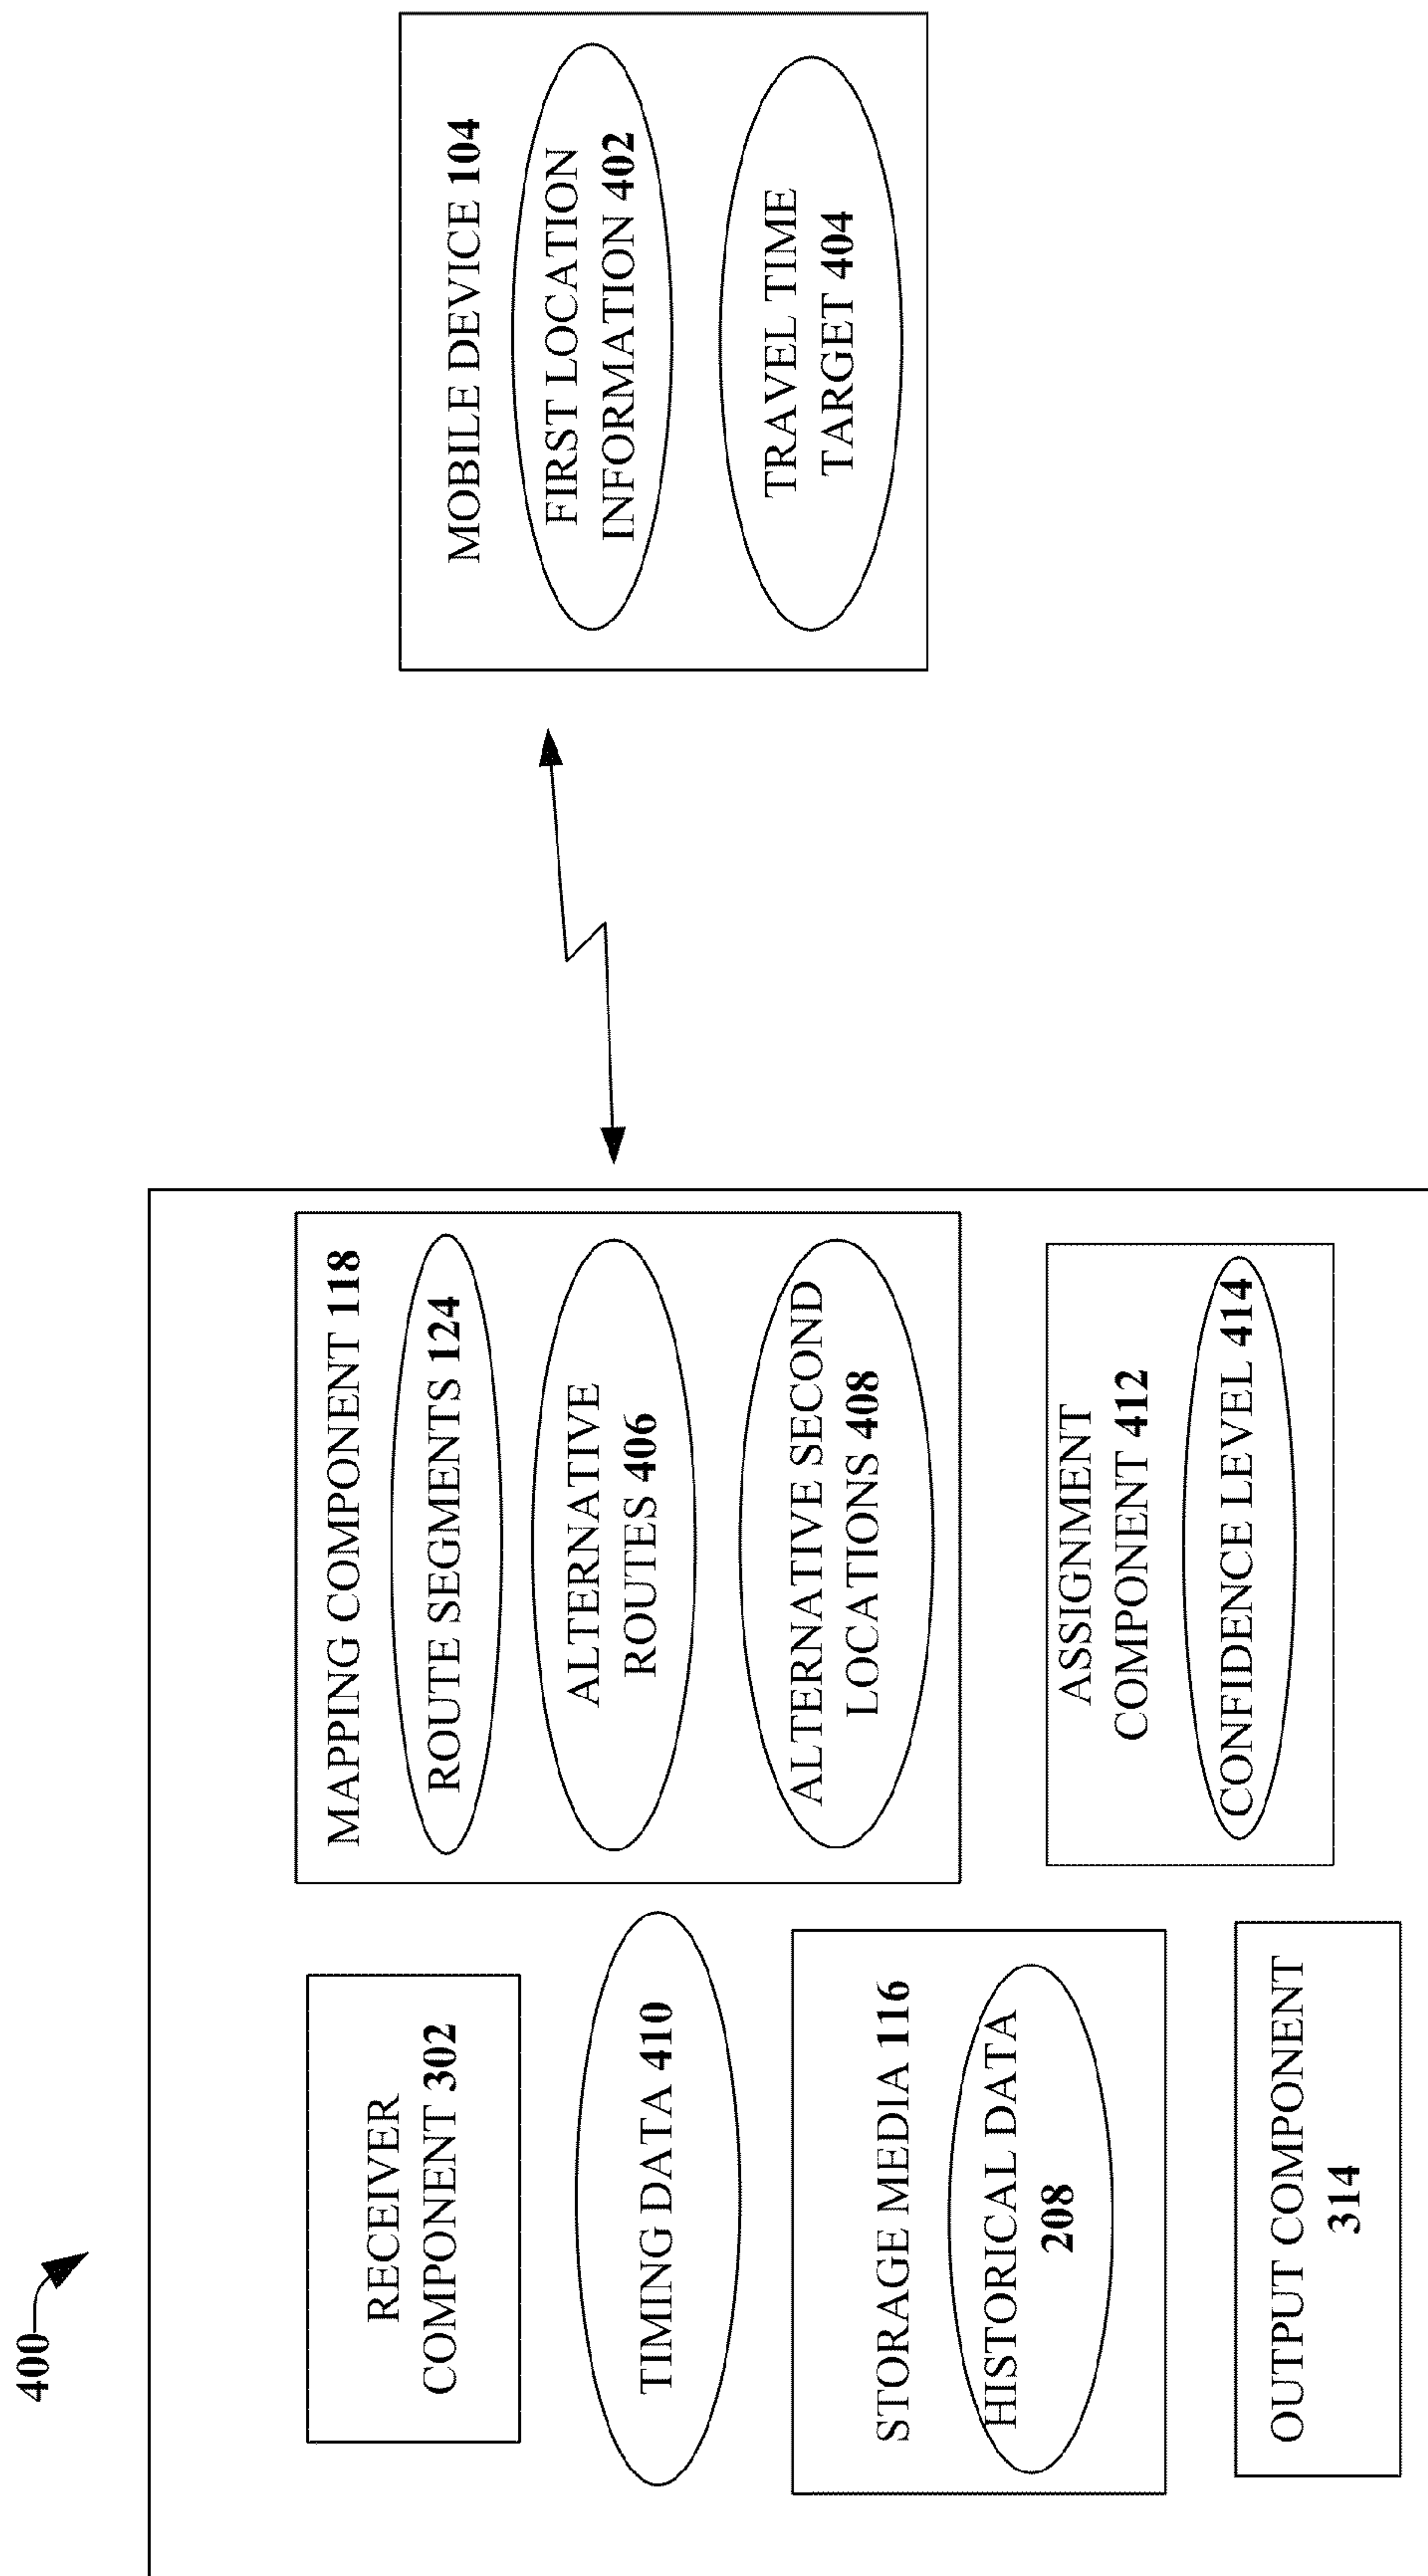 400
RECEIVER
COMPONENT 302
TIMING DATA 410
STORAGE MEDIA 116
HISTORICAL DATA
208
OUTPUT COMPONENT
314
MAPPING COMPONENT 118
ROUTE SEGMENTS 124
ALTERNATIVE
ROUTES 406
ALTERNATIVE SECOND
LOCATIONS 408
ASSIGNMENT
COMPONENT 412
CONFIDENCE LEVEL 414
MOBILE DEVICE 104
FIRST LOCATION
INFORMATION 402
TRAVEL TIME
TARGET 404